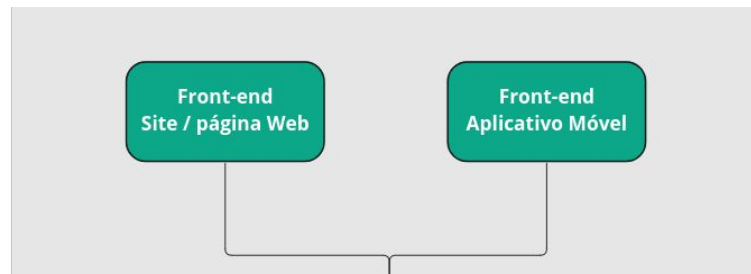 Front-end
Site / página Web
Front-end
Aplicativo Móvel